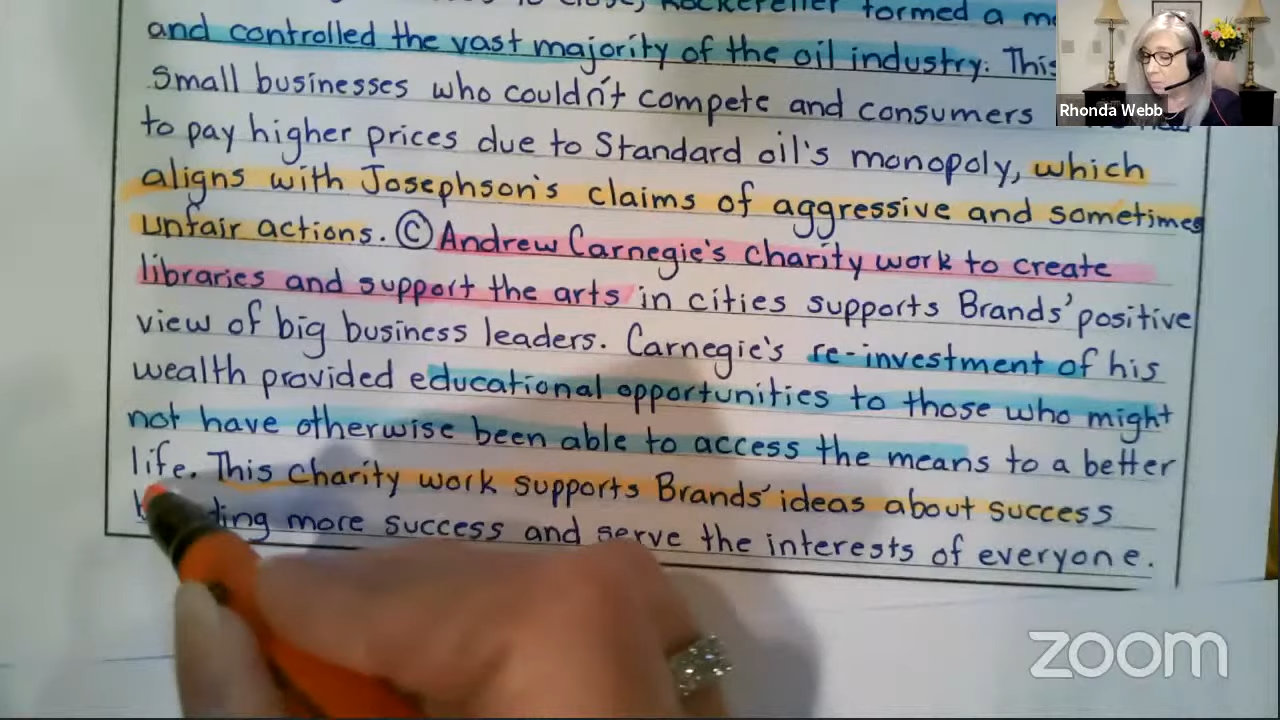 to close, Rockefeller formed a
and controlled the vast majority of the oil industry. This
Rhonda Webb
small businesses who couldn't compete and consumers
to pay higher prices due to Standard oil's monopoly, which
aligns with Josephson's claims of aggressive and sometimes
unfair actions. Ⓒ Andrew Carnegie's charity work to create
libraries and support the arts in cities supports Brands' positive
view of big business leaders. Carnegie's re-investment of his
wealth provided educational opportunities to those who might
not have otherwise been able to access the means to a better
life. This charity work supports Brands' ideas about success
more success and serve the interests of everyone.
zoom